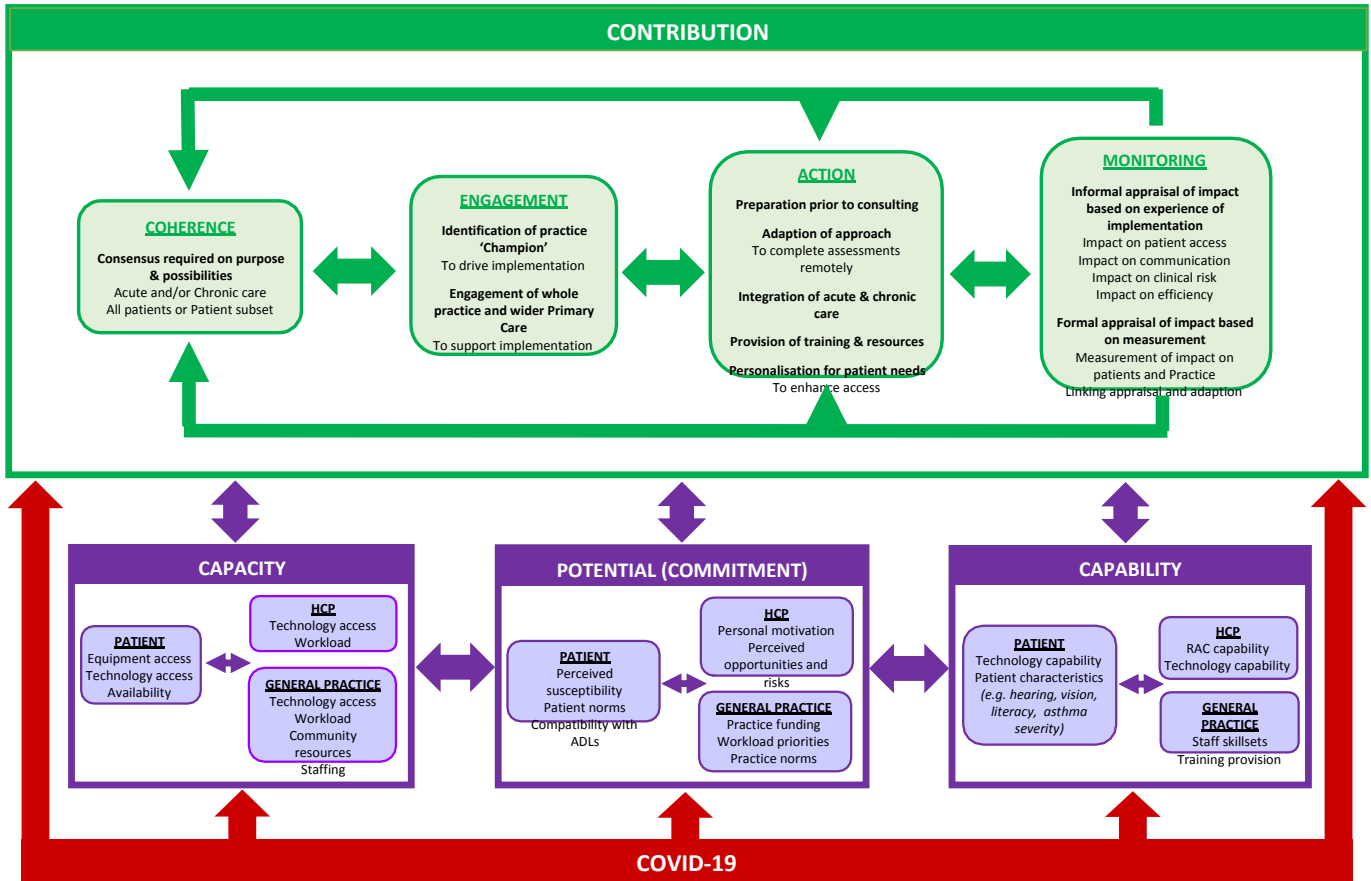 CONTRIBUTION
COHERENCE
Consensus required on purpose
& possibilities
Acute and/or Chronic care
All patients or Patient subset
ENGAGEMENT
Identification of practice
‘Champion’
To drive implementation
Engagement of whole
practice and wider Primary
Care
To support implementation
ACTION
Preparation prior to consulting
Adaption of approach
To complete assessments
remotely
Integration of acute & chronic
care
Provision of training & resources
Personalisation for patient needs
To enhance access
MONITORING
Informal appraisal of impact
based on experience of
implementation
Impact on patient access
Impact on communication
Impact on clinical risk
Impact on efficiency
Formal appraisal of impact based
on measurement
Measurement of impact on
patients and Practice
Linking appraisal and adaption
CAPACITY
PATIENT
Equipment access
Technology access
Availability
HCP
Technology access
Workload
GENERAL PRACTICE
Technology access
Workload
Community
resources
Staffing
POTENTIAL (COMMITMENT)
PATIENT
Perceived
susceptibility
Patient norms
Compatibility with
ADLs
HCP
Personal motivation
Perceived
opportunities and
risks
GENERAL PRACTICE
Practice funding
Workload priorities
Practice norms
CAPABILITY
PATIENT
Technology capability
Patient characteristics
(e.g. hearing, vision,
literacy, asthma
severity)
HCP
RAC capability
Technology capability
GENERAL
PRACTICE
Staff skillsets
Training provision
COVID-19